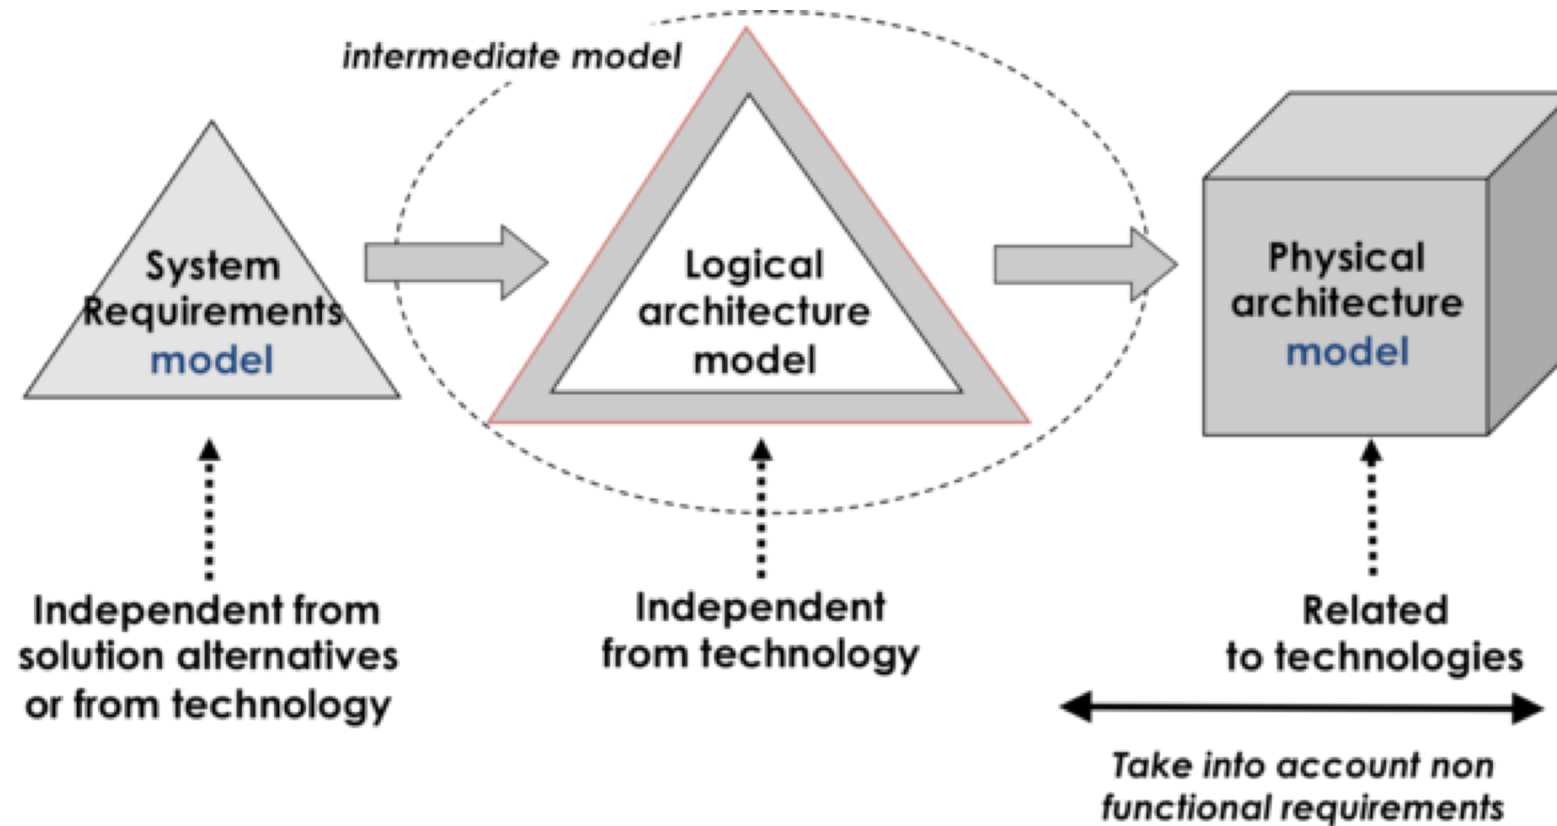 intermediate model
System
Requirements
model
Logical
architecture
model
Physical
architecture
model
Independent from
solution alternatives
or from technology
Independent
from technology
Related
to technologies
Take into account non
functional requirements